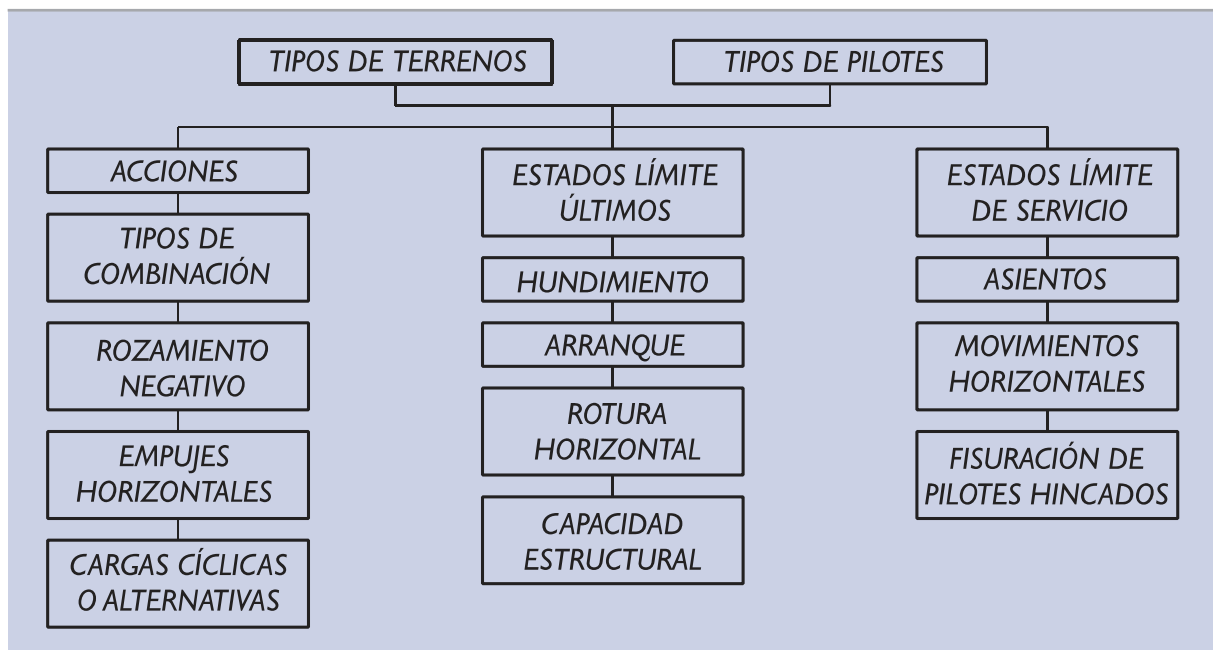 TIPOS DE TERRENOS
TIPOS DE PILOTES
ACCIONES
TIPOS DE
COMBINACIÓN
ROZAMIENTO
NEGATIVO
EMPUJES
HORIZONTALES
CARGAS CÍCLICAS
O ALTERNATIVAS
ESTADOS LÍMITE
ÚLTIMOS
HUNDIMIENTO
ARRANQUE
ROTURA
HORIZONTAL
CAPACIDAD
ESTRUCTURAL
ESTADOS LÍMITE
DE SERVICIO
ASIENTOS
MOVIMIENTOS
HORIZONTALES
FISURACIÓN DE
PILOTES HINCADOS